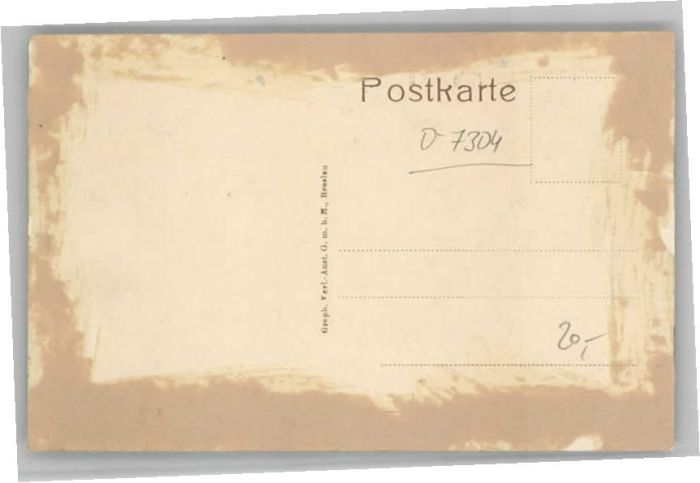 Postkarte
D-7304
Graph. Verl.-Anst. G. m. b. H., Breslau
20,-